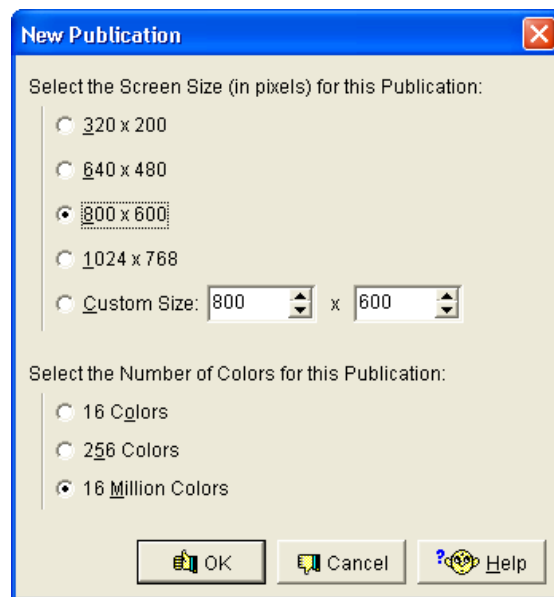 New Publication
Select the Screen Size (in pixels) for this Publication:
320 x 200
640 x 480
800 x 600
1024 x 768
Custom Size: 800 x 600
Select the Number of Colors for this Publication:
16 Colors
256 Colors
16 Million Colors
OK Cancel ? Help